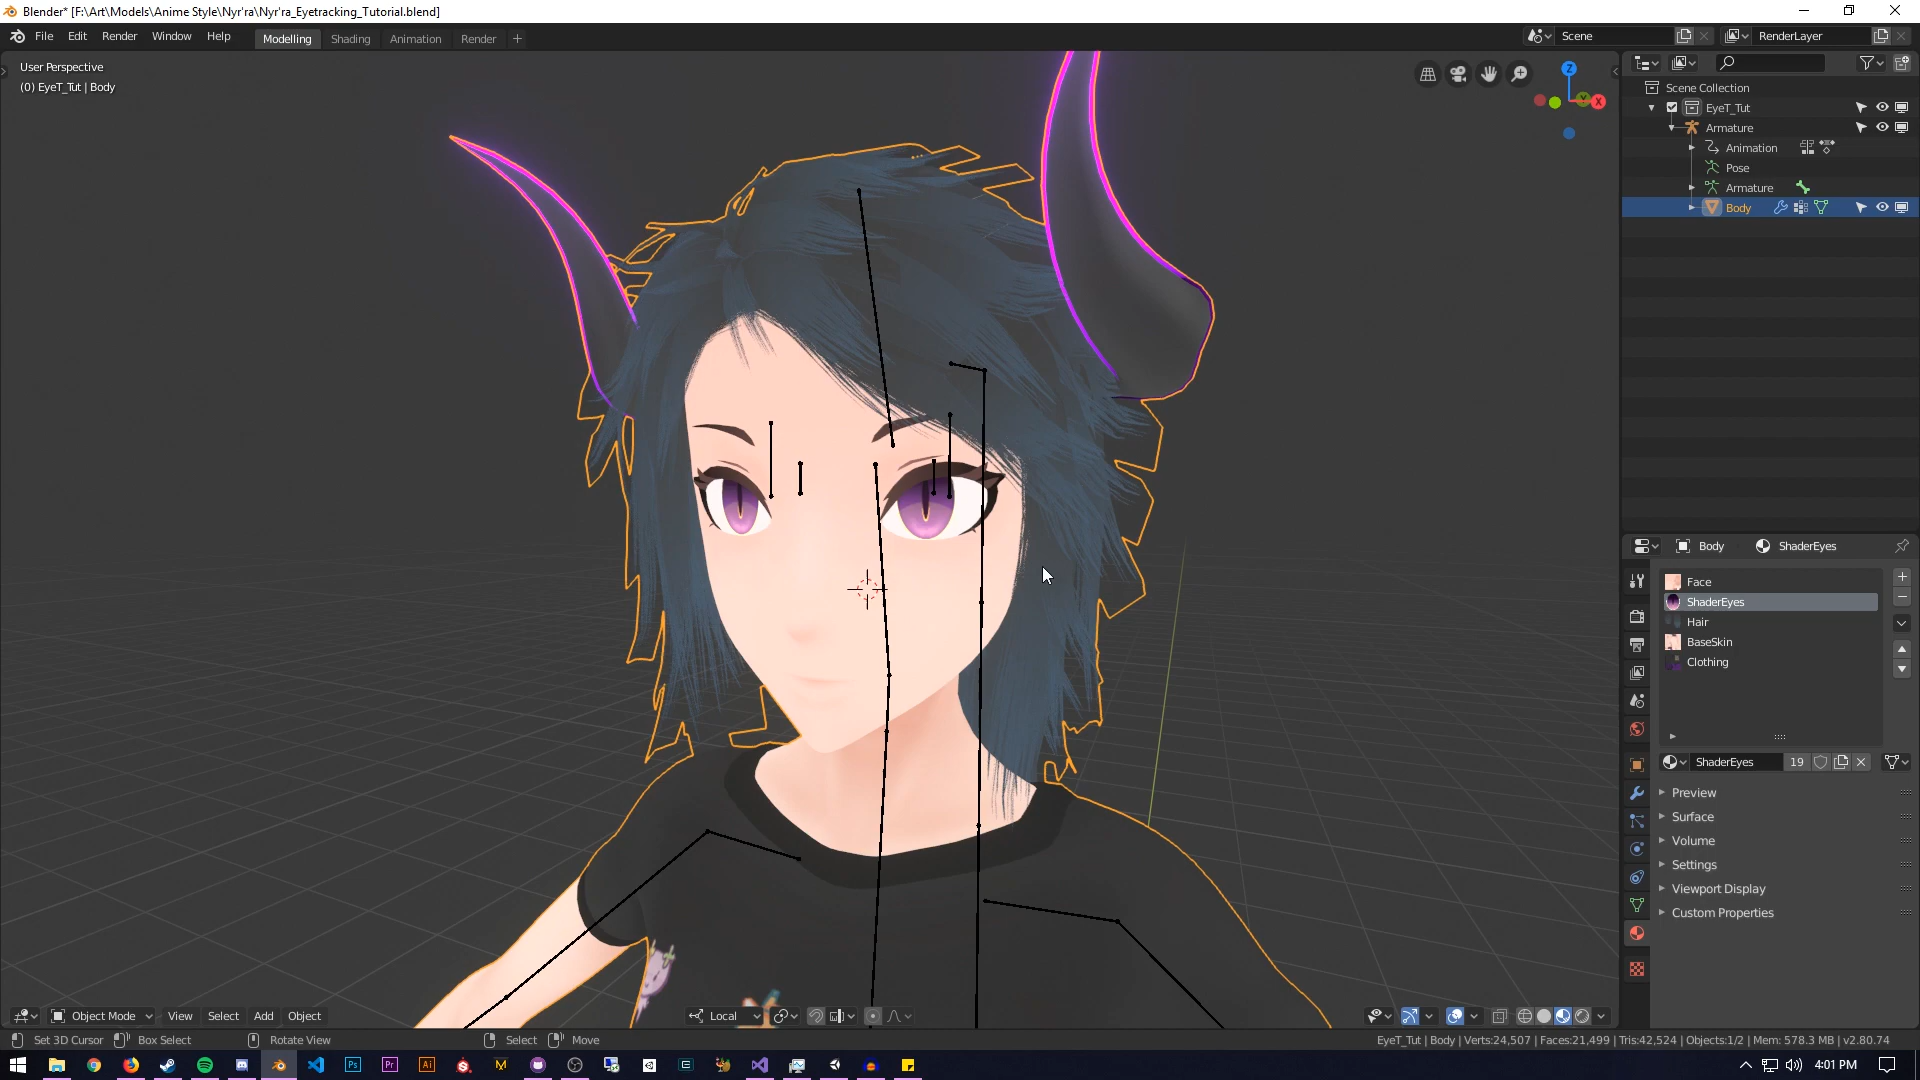 Blender* [F:\Art\Models\Anime Style\Nyr'ra\Nyr'ra_Eyetracking_Tutorial.blend]
File Edit Render Window Help Modelling Shading Animation Render + Scene RenderLayer
User Perspective
(0) EyeT_Tut | Body
Z
Y
X
Scene Collection
EyeT_Tut
Armature
Animation
Pose
Armature
Body
Body ShaderEyes
Face
ShaderEyes
Hair
BaseSkin
Clothing
ShaderEyes 19
Preview
Surface
Volume
Settings
Viewport Display
Custom Properties
Object Mode View Select Add Object Local
Set 3D Cursor Box Select Rotate View Select Move EyeT_Tut | Body | Verts:24,507 | Faces:21,499 | Tris:42,524 | Objects:1/2 | Mem: 578.3 MB | v2.80.74
Ps Pr Ai M 4:01 PM